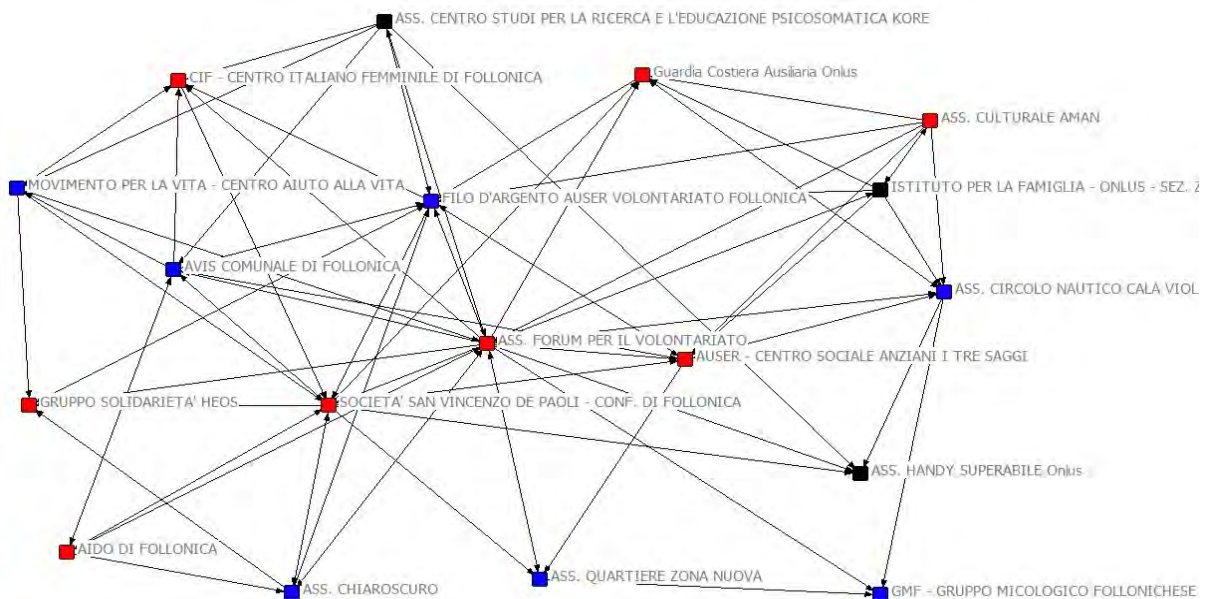 ASS. CENTRO STUDI PER LA RICERCA E L'EDUCAZIONE PSICOSOMATICA KORE
CIF - CENTRO ITALIANO FEMMINILE DI FOLLONICA
Guardia Costiera Ausiliaria Onlus
ASS. CULTURALE AMAN
MOVIMENTO PER LA VITA - CENTRO AIUTO ALLA VITA
ISTITUTO PER LA FAMIGLIA - ONLUS - SEZ. 2
FILO D'ARGENTO AUSER VOLONTARIATO FOLLONICA
AVIS COMUNALE DI FOLLONICA
ASS. CIRCOLO NAUTICO CALA VIOL
ASS. FORUM PER IL VOLONTARIATO
AUSER - CENTRO SOCIALE ANZIANI I TRE SAGGI
GRUPPO SOLIDARIETA' HEOS
SOCIETA' SAN VINCENZO DE PAOLI - CONF. DI FOLLONICA
ASS. HANDY SUPERABILE Onlus
AIDO DI FOLLONICA
ASS. QUARTIERE ZONA NUOVA
ASS. CHIAROSCURO
GMF - GRUPPO MICOLOGICO FOLLONICHESE